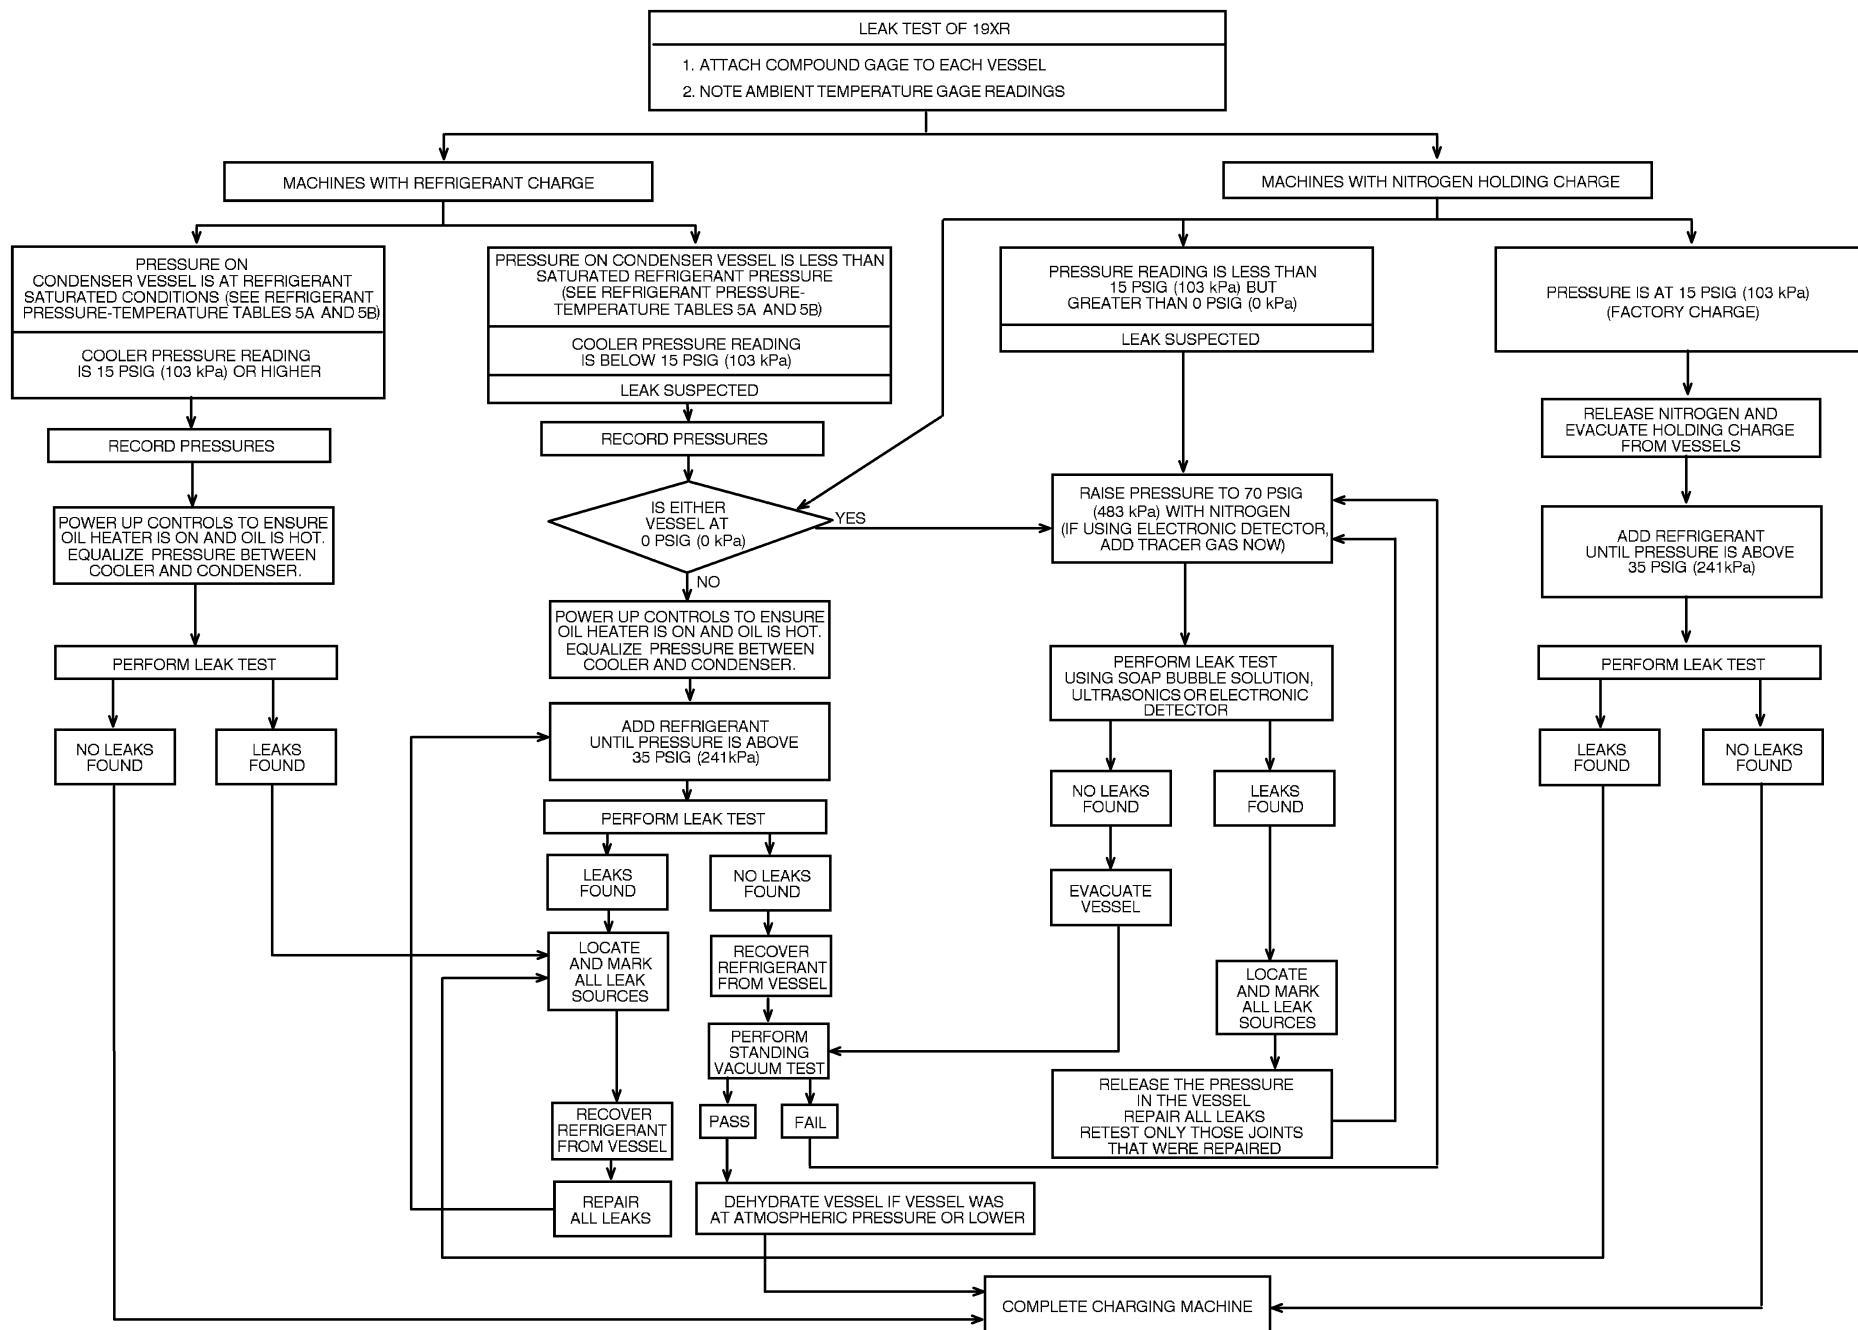 LEAK TEST OF 19XR
1. ATTACH COMPOUND GAGE TO EACH VESSEL
2. NOTE AMBIENT TEMPERATURE GAGE READINGS
MACHINES WITH REFRIGERANT CHARGE
MACHINES WITH NITROGEN HOLDING CHARGE
PRESSURE ON
CONDENSER VESSEL IS AT REFRIGERANT
SATURATED CONDITIONS (SEE REFRIGERANT
PRESSURE-TEMPERATURE TABLES 5A AND 5B)
COOLER PRESSURE READING
IS 15 PSIG (103 kPa) OR HIGHER
RECORD PRESSURES
POWER UP CONTROLS TO ENSURE
OIL HEATER IS ON AND OIL IS HOT.
EQUALIZE PRESSURE BETWEEN
COOLER AND CONDENSER.
PERFORM LEAK TEST
NO LEAKS
FOUND
LEAKS
FOUND
PRESSURE ON CONDENSER VESSEL IS LESS THAN
SATURATED REFRIGERANT PRESSURE
(SEE REFRIGERANT PRESSURE-
TEMPERATURE TABLES 5A AND 5B)
COOLER PRESSURE READING
IS BELOW 15 PSIG (103 kPa)
LEAK SUSPECTED
RECORD PRESSURES
IS EITHER
VESSEL AT
0 PSIG (0 kPa)
YES
NO
POWER UP CONTROLS TO ENSURE
OIL HEATER IS ON AND OIL IS HOT.
EQUALIZE PRESSURE BETWEEN
COOLER AND CONDENSER.
ADD REFRIGERANT
UNTIL PRESSURE IS ABOVE
35 PSIG (241kPa)
PERFORM LEAK TEST
LEAKS
FOUND
NO LEAKS
FOUND
LOCATE
AND MARK
ALL LEAK
SOURCES
RECOVER
REFRIGERANT
FROM VESSEL
PERFORM
STANDING
VACUUM TEST
RECOVER
REFRIGERANT
FROM VESSEL
PASS
FAIL
REPAIR
ALL LEAKS
DEHYDRATE VESSEL IF VESSEL WAS
AT ATMOSPHERIC PRESSURE OR LOWER
PRESSURE READING IS LESS THAN
15 PSIG (103 kPa) BUT
GREATER THAN 0 PSIG (0 kPa)
LEAK SUSPECTED
RAISE PRESSURE TO 70 PSIG
(483 kPa) WITH NITROGEN
(IF USING ELECTRONIC DETECTOR,
ADD TRACER GAS NOW)
PERFORM LEAK TEST
USING SOAP BUBBLE SOLUTION,
ULTRASONICS OR ELECTRONIC
DETECTOR
NO LEAKS
FOUND
LEAKS
FOUND
EVACUATE
VESSEL
LOCATE
AND MARK
ALL LEAK
SOURCES
RELEASE THE PRESSURE
IN THE VESSEL
REPAIR ALL LEAKS
RETEST ONLY THOSE JOINTS
THAT WERE REPAIRED
PRESSURE IS AT 15 PSIG (103 kPa)
(FACTORY CHARGE)
RELEASE NITROGEN AND
EVACUATE HOLDING CHARGE
FROM VESSELS
ADD REFRIGERANT
UNTIL PRESSURE IS ABOVE
35 PSIG (241kPa)
PERFORM LEAK TEST
LEAKS
FOUND
NO LEAKS
FOUND
COMPLETE CHARGING MACHINE